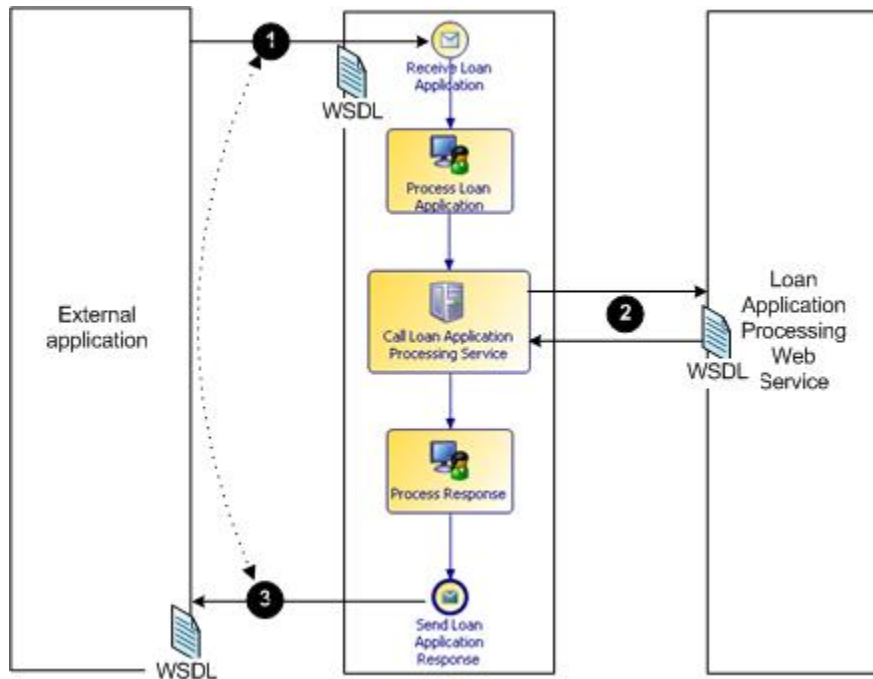 1
WSDL
Receive Loan
Application
Process Loan
Application
External
application
Call Loan Application
Processing Service
2
WSDL
Loan
Application
Processing
Web
Service
Process Response
3
WSDL
Send Loan
Application
Response